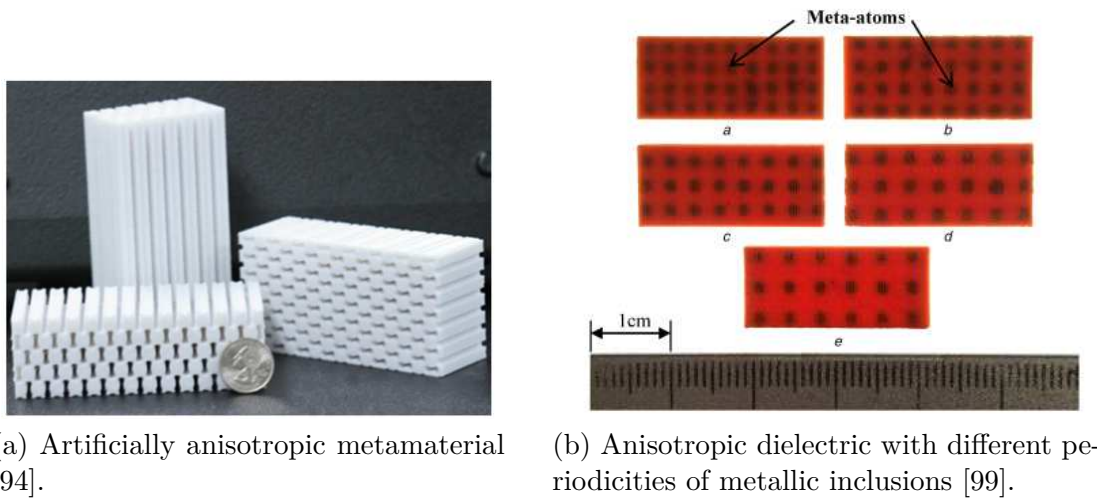 Meta-atoms
a
b
c
d
1cm
e
(a) Artificially anisotropic metamaterial
[94].
(b) Anisotropic dielectric with different pe-
riodicities of metallic inclusions [99].